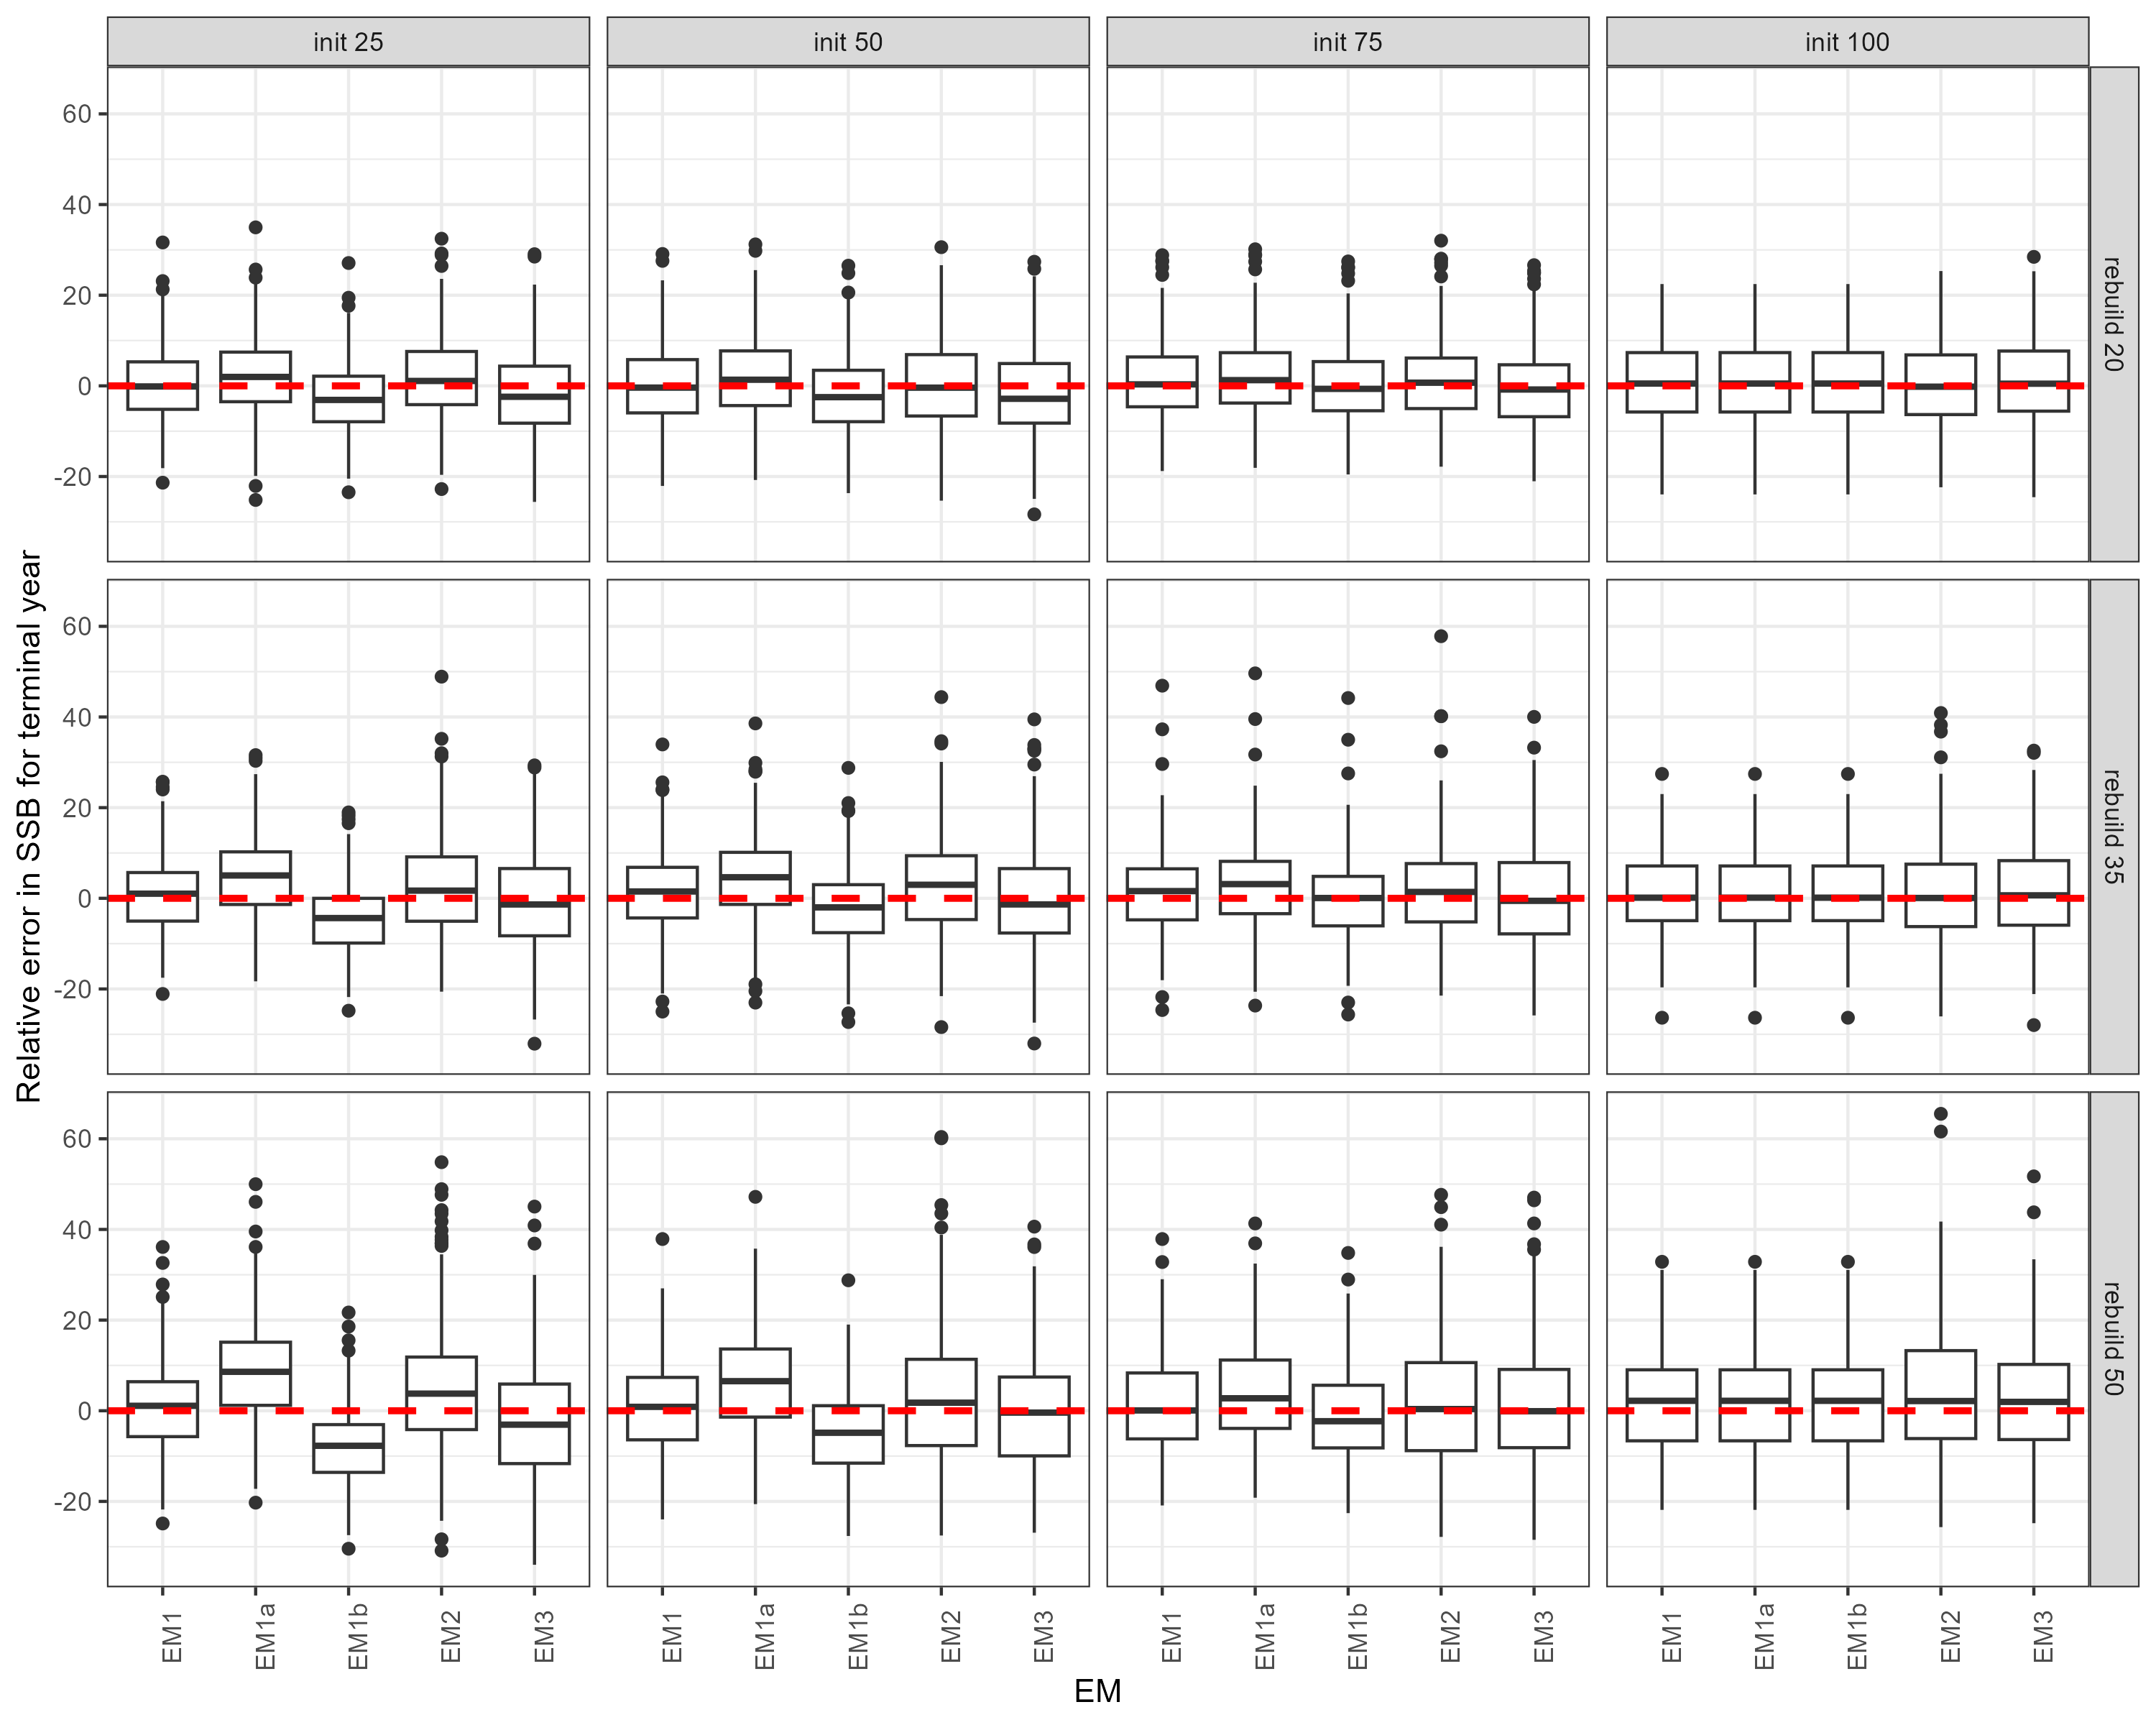 init 25
init 50
init 75
init 100
60
40
20
0
-20
rebuild 20
60
40
20
0
-20
rebuild 35
60
40
20
0
-20
rebuild 50
Relative error in SSB for terminal year
EM1
EM1a
EM1b
EM2
EM3
EM1
EM1a
EM1b
EM2
EM3
EM1
EM1a
EM1b
EM2
EM3
EM1
EM1a
EM1b
EM2
EM3
EM